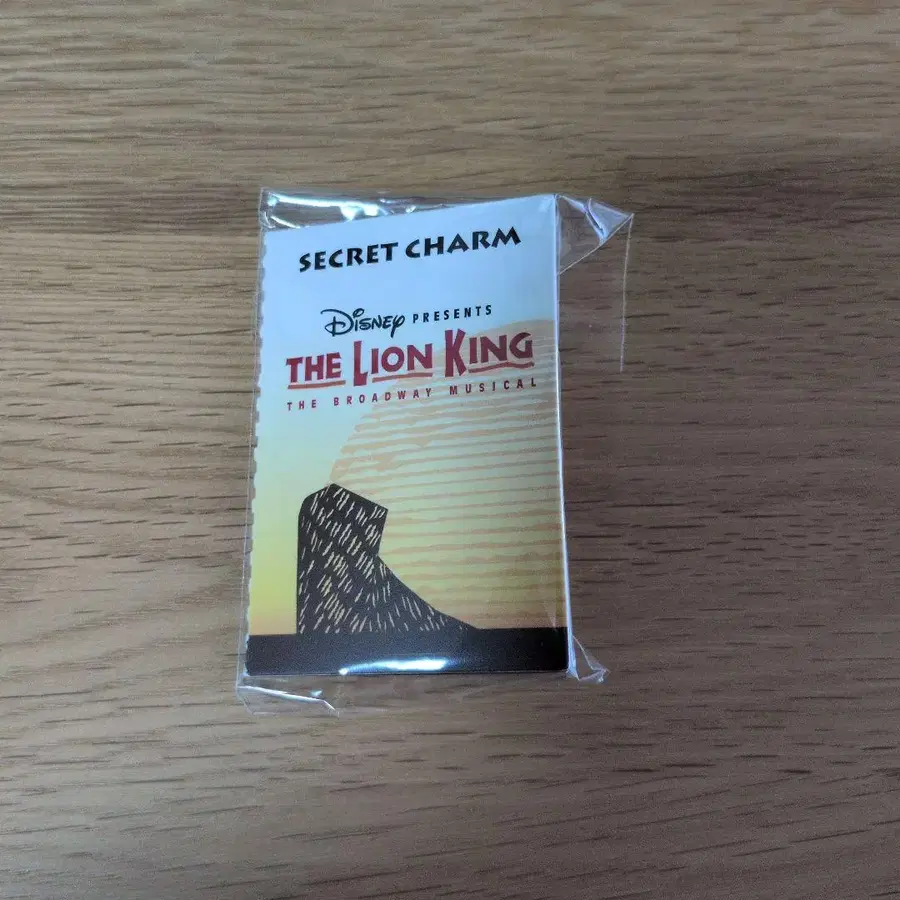 SECRET CHARM
Disney PRESENTS
THE LION KING
THE BROADWAY MUSICAL